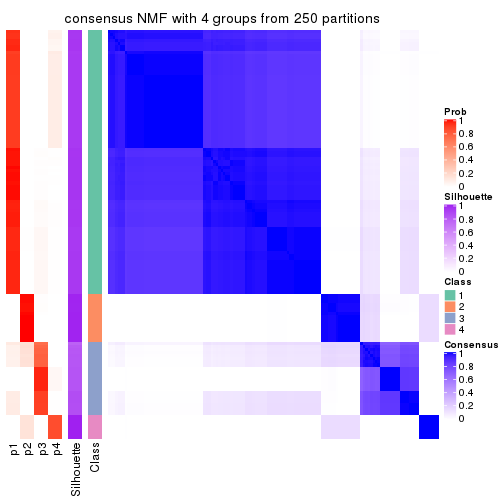 consensus NMF with 4 groups from 250 partitions
Prob
1
0.8
0.6
0.4
0.2
0
Silhouette
1
0.8
0.6
0.4
0.2
0
Class
1
2
3
4
Consensus
1
0.8
0.6
0.4
0.2
0
p1
p2
p3
p4
Silhouette
Class